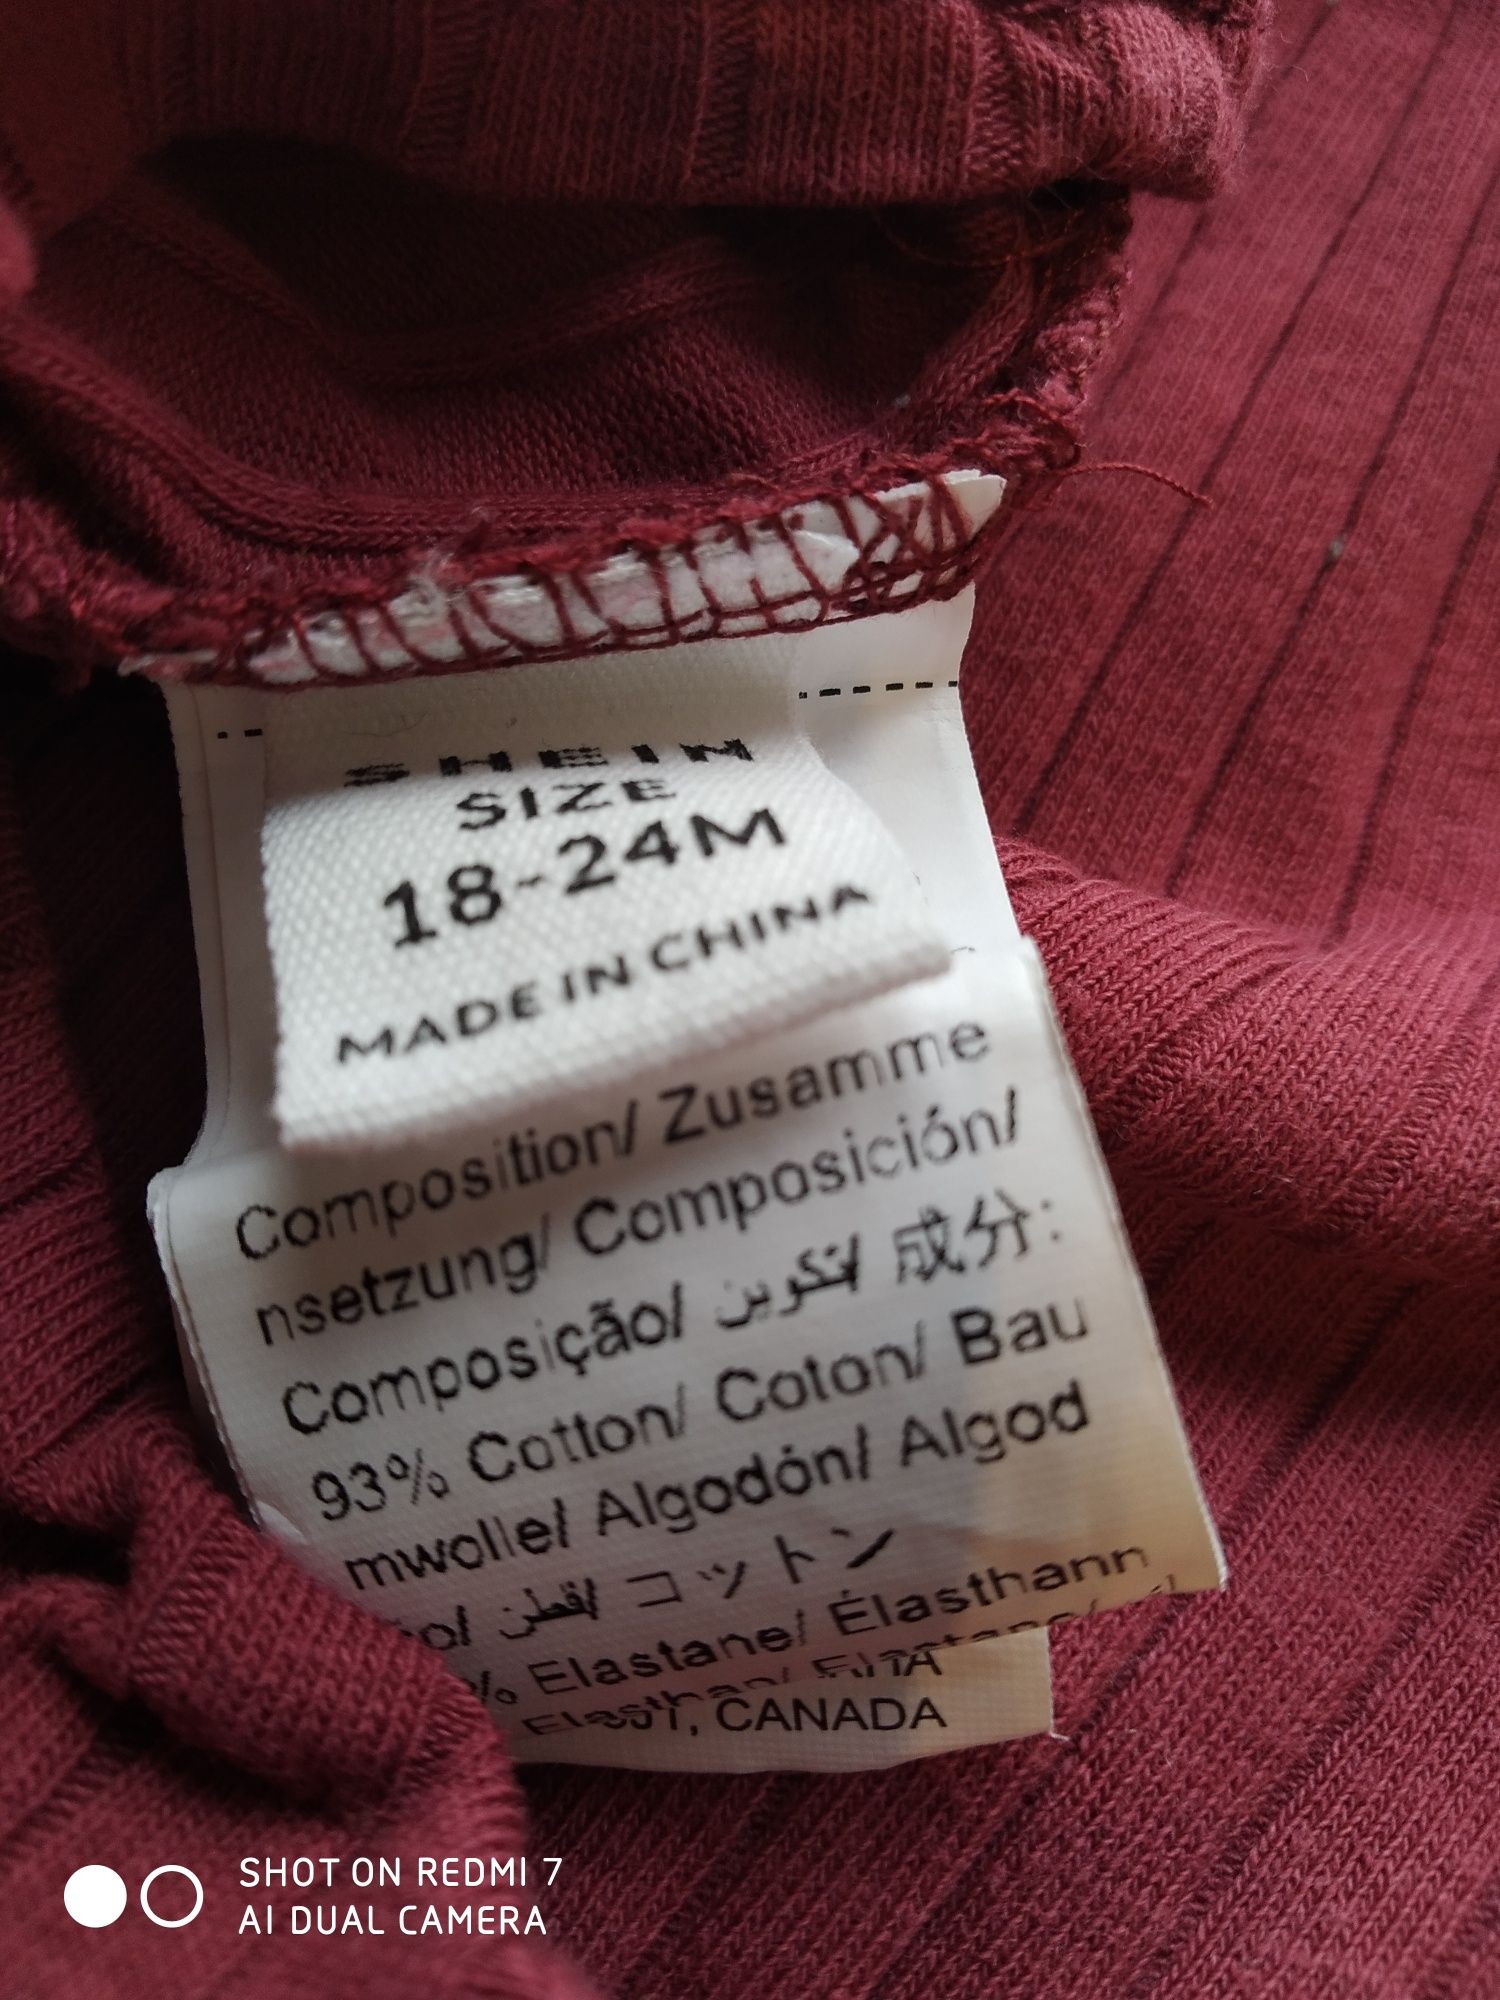 SHEIN
SIZE
18-24M
MADE IN CHINA
Composition/ Zusamme
nsetzung/ Composición/
Composição/ تكوين/ 成分:
93% Cotton/ Coton/ Bau
mwolle/ Algodón/ Algod
قطن/ コットン
% Elastane/ Élasthann
CANADA
SHOT ON REDMI 7
AI DUAL CAMERA